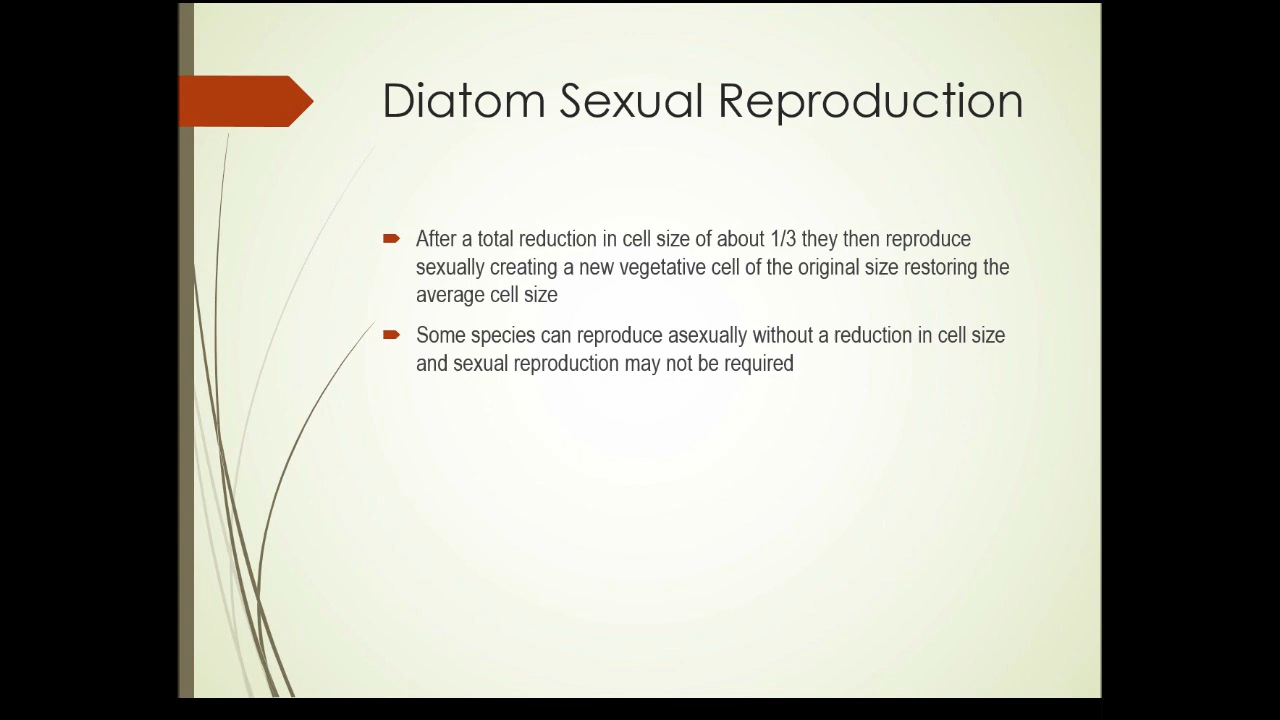 Diatom Sexual Reproduction
After a total reduction in cell size of about 1/3 they then reproduce
sexually creating a new vegetative cell of the original size restoring the
average cell size
Some species can reproduce asexually without a reduction in cell size
and sexual reproduction may not be required